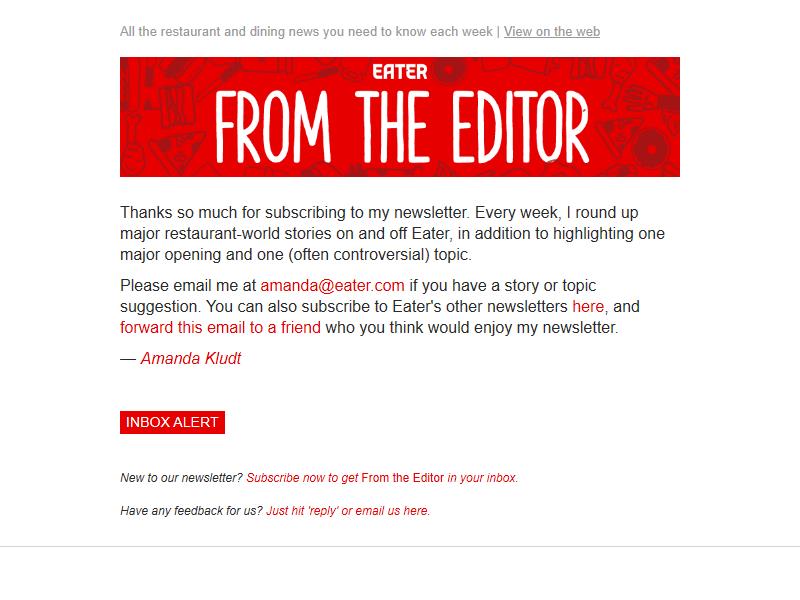 All the restaurant and dining news you need to know each week | View on the web
EATER
FROM THE EDITOR
Thanks so much for subscribing to my newsletter. Every week, I round up
major restaurant-world stories on and off Eater, in addition to highlighting one
major opening and one (often controversial) topic.
Please email me at amanda@eater.com if you have a story or topic
suggestion. You can also subscribe to Eater's other newsletters here, and
forward this email to a friend who you think would enjoy my newsletter.
— Amanda Kludt
INBOX ALERT
New to our newsletter? Subscribe now to get From the Editor in your inbox.
Have any feedback for us? Just hit 'reply' or email us here.